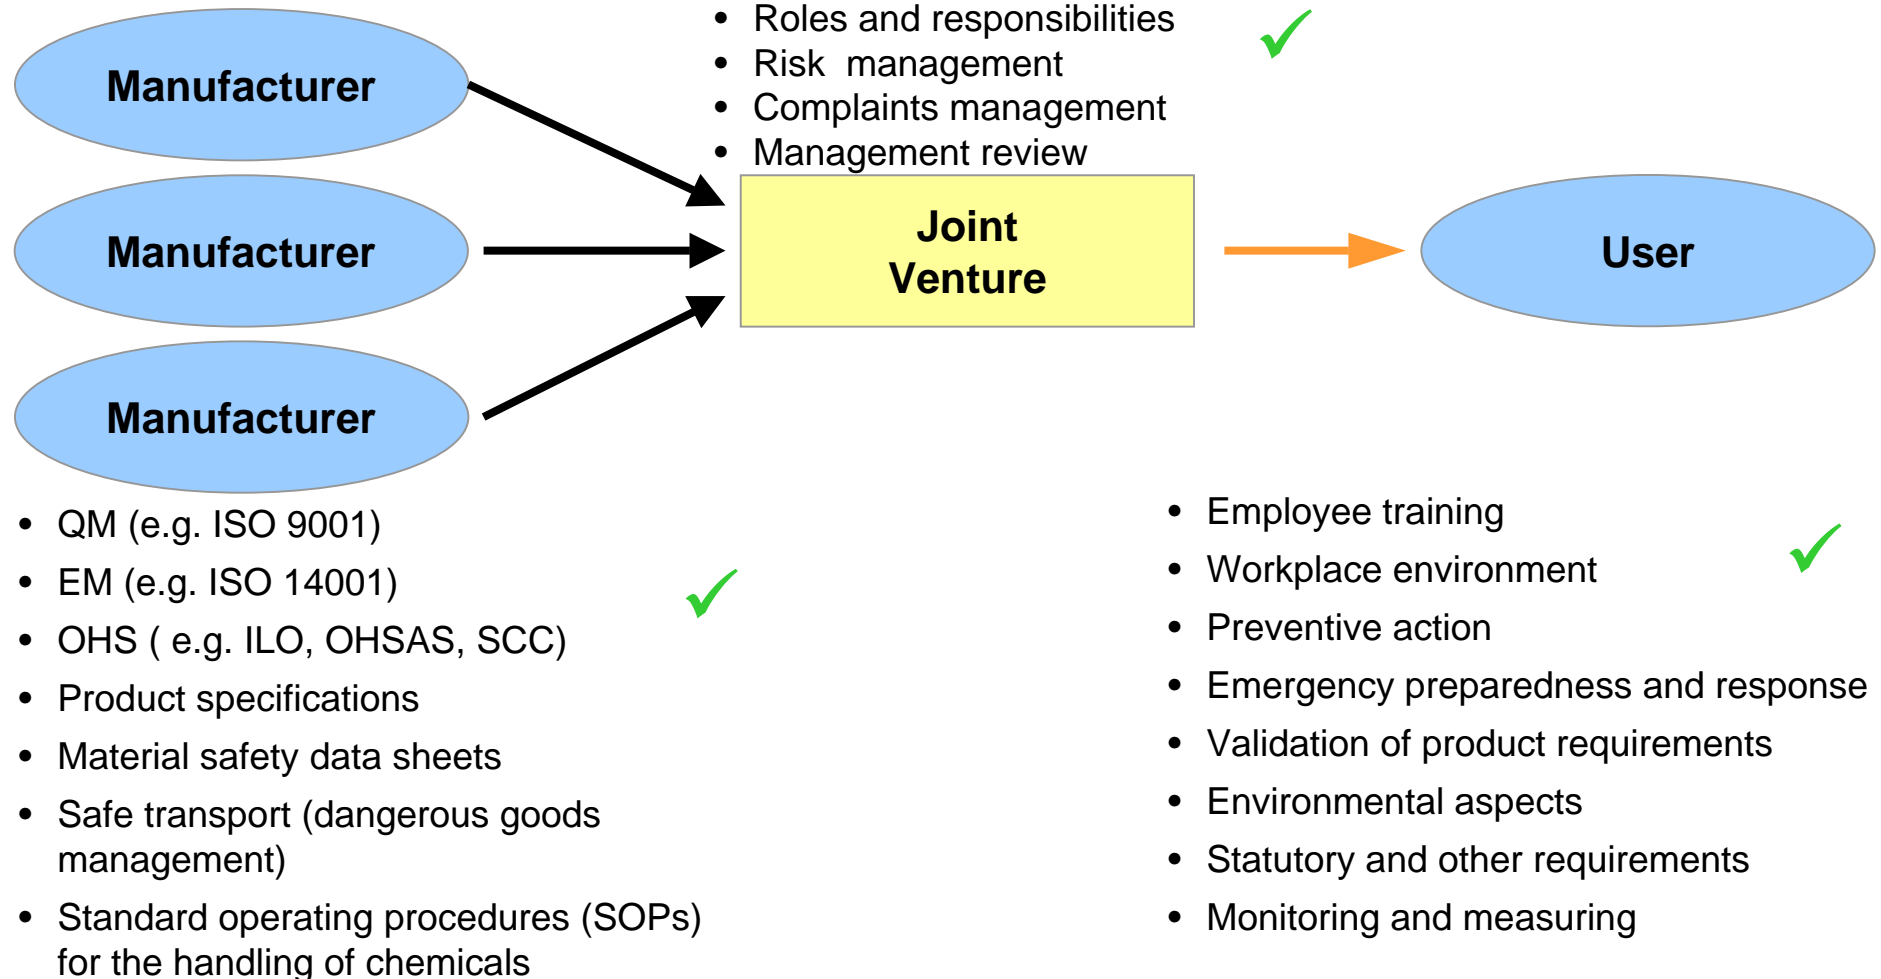 • Roles and responsibilities
• Risk  management
• Complaints management
• Management review
Manufacturer
Manufacturer
Manufacturer
Joint
Venture
User
• QM (e.g. ISO 9001)
• EM (e.g. ISO 14001)
• OHS ( e.g. ILO, OHSAS, SCC)
• Product specifications
• Material safety data sheets
• Safe transport (dangerous goods
management)
• Standard operating procedures (SOPs)
for the handling of chemicals
• Employee training
• Workplace environment
• Preventive action
• Emergency preparedness and response
• Validation of product requirements
• Environmental aspects
• Statutory and other requirements
• Monitoring and measuring